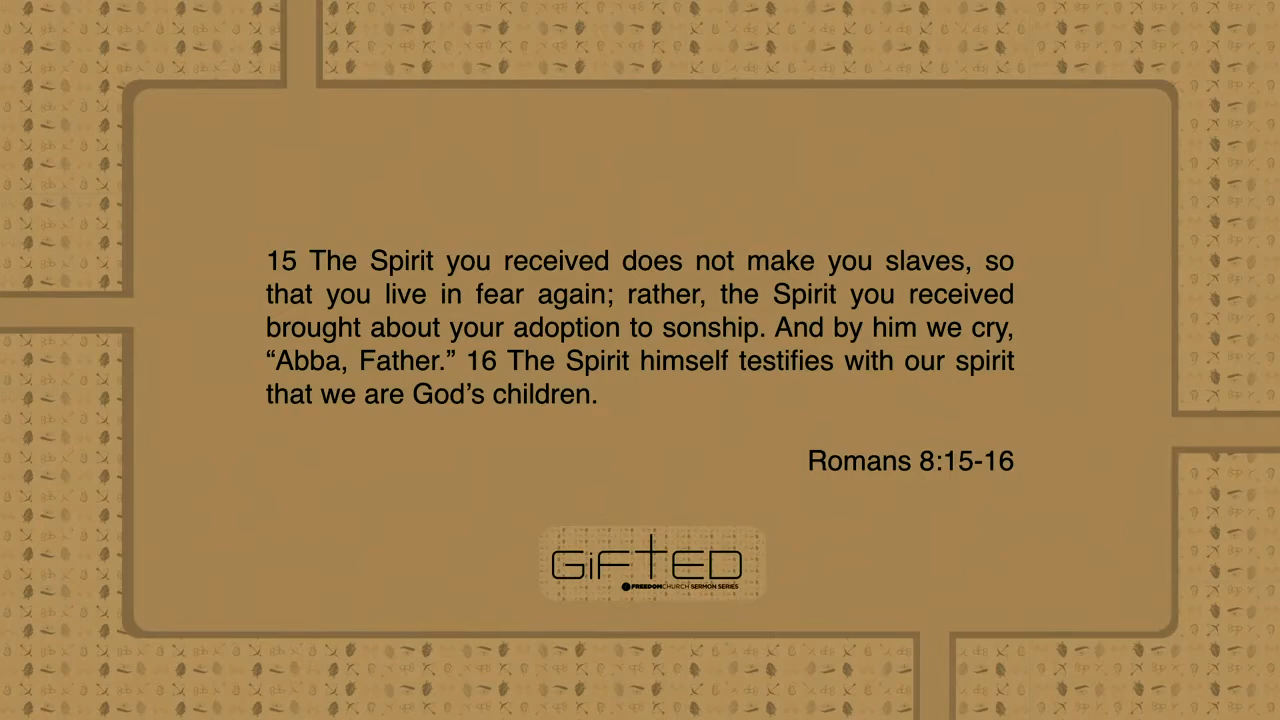 15 The Spirit you received does not make you slaves, so
that you live in fear again; rather, the Spirit you received
brought about your adoption to sonship. And by him we cry,
“Abba, Father.” 16 The Spirit himself testifies with our spirit
that we are God’s children.
Romans 8:15-16
GiFtED
FREEDOMCHURCH SERMON SERIES